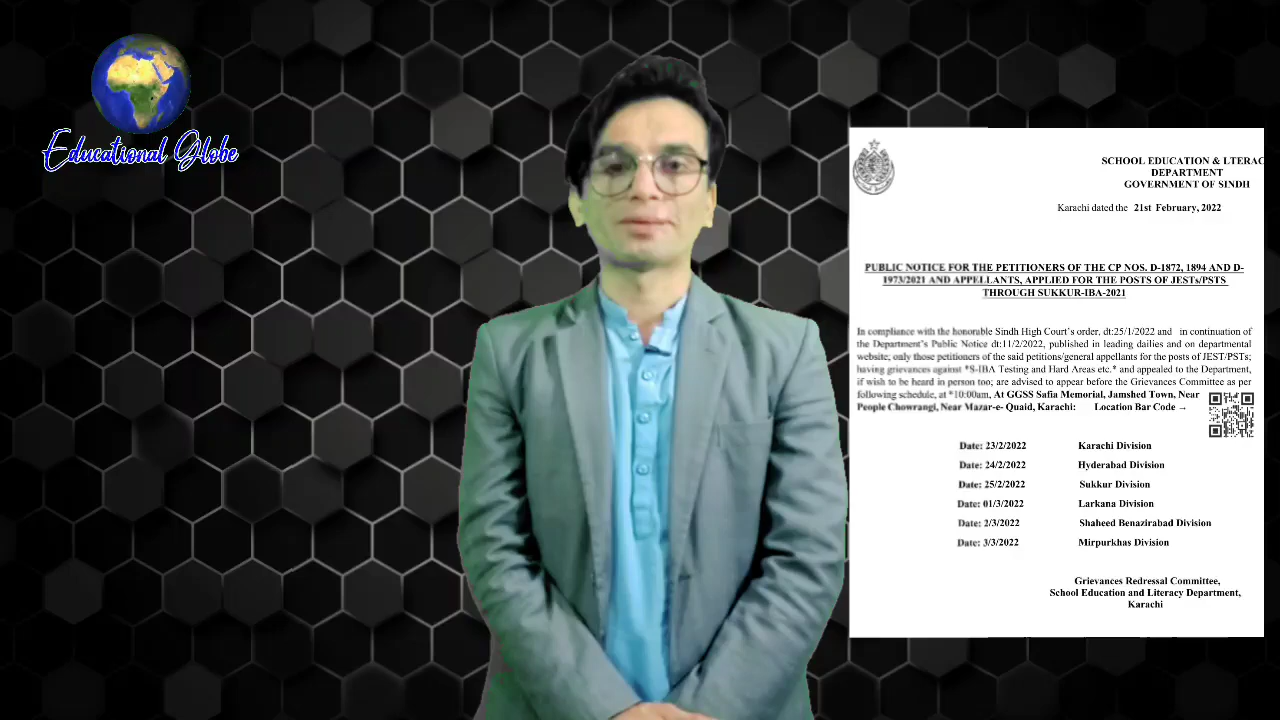 Educational Globe
SCHOOL EDUCATION & LITERAC
DEPARTMENT
GOVERNMENT OF SINDH
Karachi dated the 21st February, 2022
PUBLIC NOTICE FOR THE PETITIONERS OF THE CP NOS. D-1872, 1894 AND D-
1973/2021 AND APPELLANTS, APPLIED FOR THE POSTS OF JESTs/PSTS
THROUGH SUKKUR-IBA-2021
In compliance with the honorable Sindh High Court's order, dt:25/1/2022 and in continuation of
the Department's Public Notice dt:11/2/2022, published in leading dailies and on departmental
website; only those petitioners of the said petitions/general appellants for the posts of JEST/PSTs;
having grievances against *S-IBA Testing and Hard Areas etc.* and appealed to the Department,
if wish to be heard in person too; are advised to appear before the Grievances Committee as per
following schedule, at *10:00am, At GGSS Safia Memorial, Jamshed Town, Near
People Chowrangi, Near Mazar-e- Quaid, Karachi: Location Bar Code →
Date: 23/2/2022 Karachi Division
Date: 24/2/2022 Hyderabad Division
Date: 25/2/2022 Sukkur Division
Date: 01/3/2022 Larkana Division
Date: 2/3/2022 Shaheed Benazirabad Division
Date: 3/3/2022 Mirpurkhas Division
Grievances Redressal Committee,
School Education and Literacy Department,
Karachi